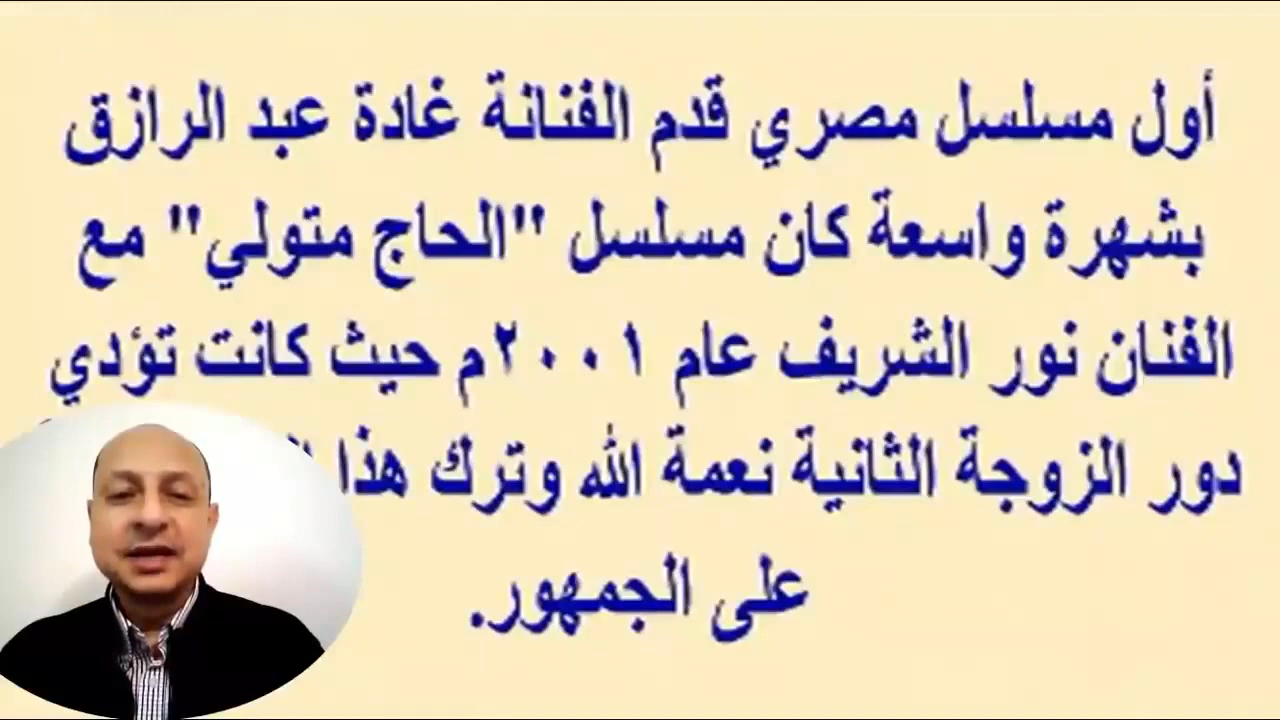 أول مسلسل مصري قدم الفنانة غادة عبد الرازق
بشهرة واسعة كان مسلسل "الحاج متولي" مع
الفنان نور الشريف عام ٢٠٠١م حيث كانت تؤدي
دور الزوجة الثانية نعمة الله وترك هذا
على الجمهور.